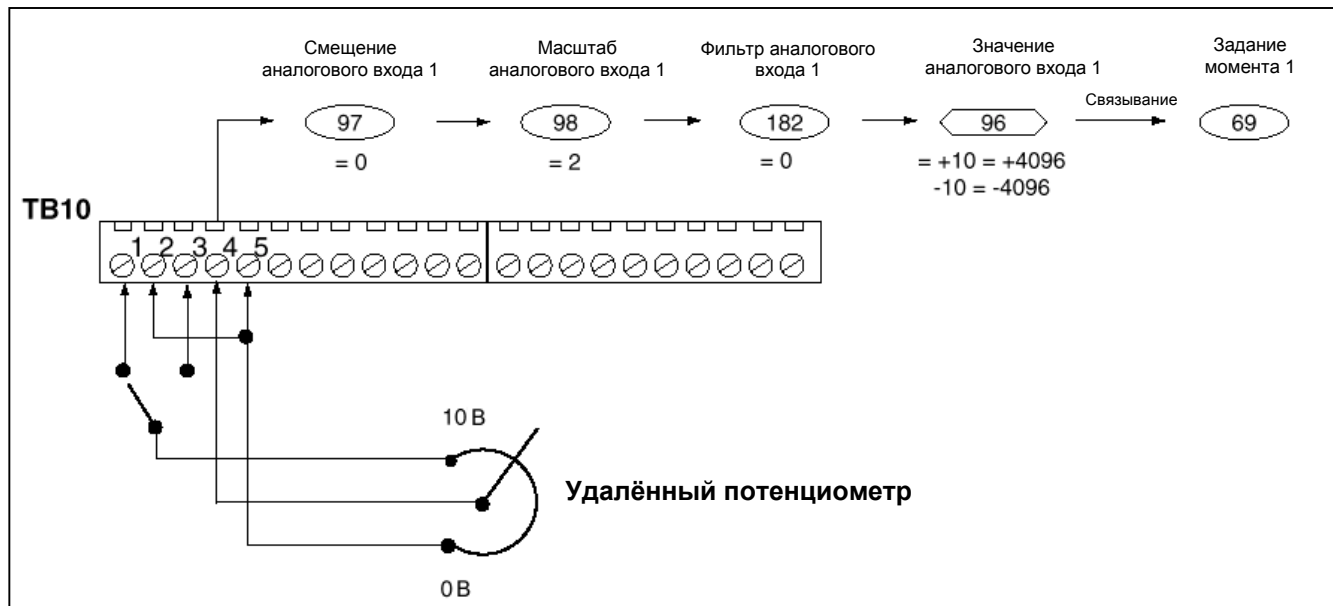 Смещение
аналогового входа 1
Масштаб
аналогового входа 1
Фильтр аналогового
входа 1
Значение
аналогового входа 1
Задание
момента 1
Связывание
97
98
182
96
69
= 0
= 2
= 0
= +10 = +4096
-10 = -4096
TB10
1 2 3 4 5
10 В
Удалённый потенциометр
0 В